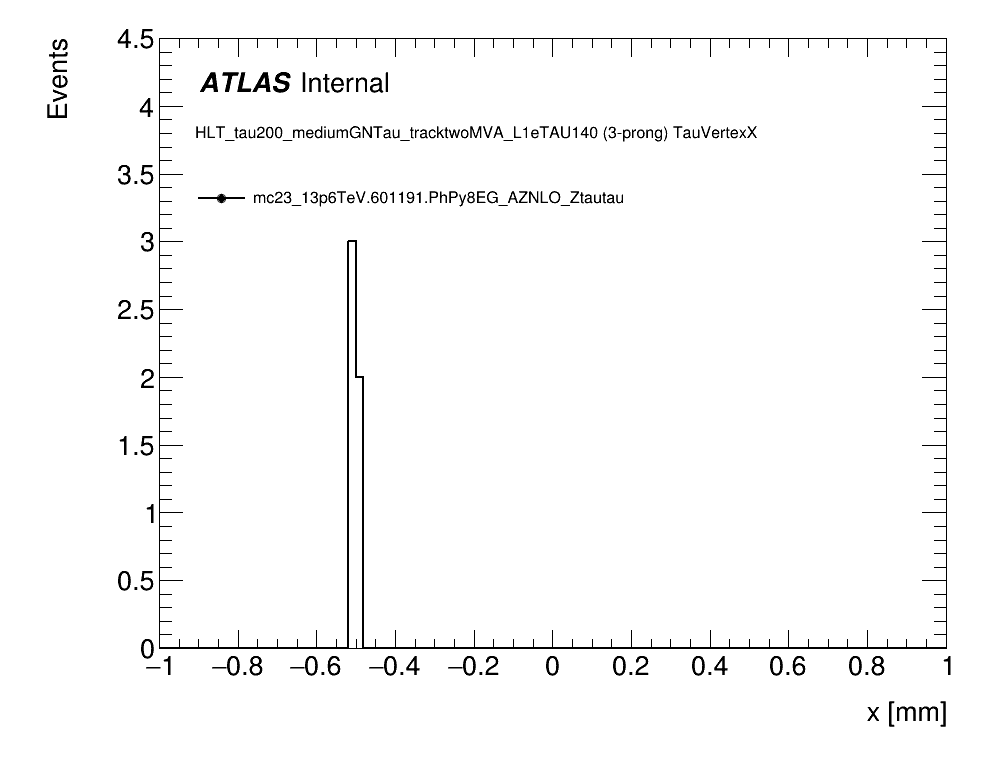 Events
4.5
4
3.5
3
2.5
2
1.5
1
0.5
0
ATLAS Internal
HLT_tau200_mediumGNTau_tracktwoMVA_L1eTAU140 (3-prong) TauVertexX
mc23_13p6TeV.601191.PhPy8EG_AZNLO_Ztautau
−1 −0.8 −0.6 −0.4 −0.2 0 0.2 0.4 0.6 0.8 1
x [mm]